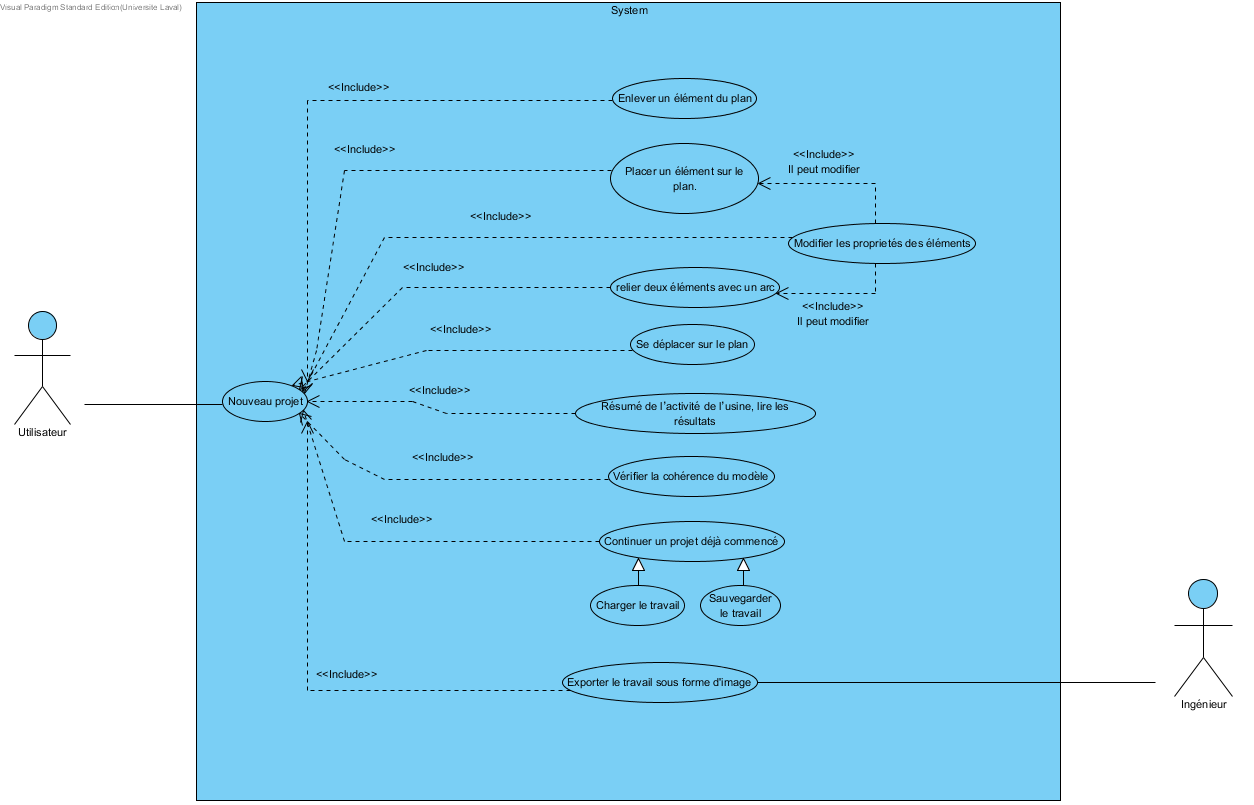 Visual Paradigm Standard Edition(Universite Laval)
System
<<Include>>
Enlever un élément du plan
<<Include>>
Placer un élément sur le
plan.
<<Include>>
Il peut modifier
<<Include>>
Modifier les proprietés des éléments
<<Include>>
relier deux éléments avec un arc
<<Include>>
Il peut modifier
<<Include>>
Se déplacer sur le plan
Utilisateur
Nouveau projet
<<Include>>
Résumé de l'activité de l'usine, lire les
résultats
<<Include>>
Vérifier la cohérence du modèle
<<Include>>
Continuer un projet déjà commencé
Charger le travail
Sauvegarder
le travail
<<Include>>
Exporter le travail sous forme d'image
Ingénieur